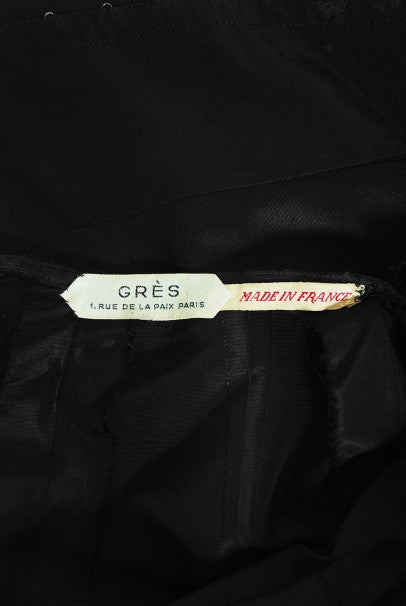 GRÈS
1. RUE DE LA PAIX PARIS
MADE IN FRANCE